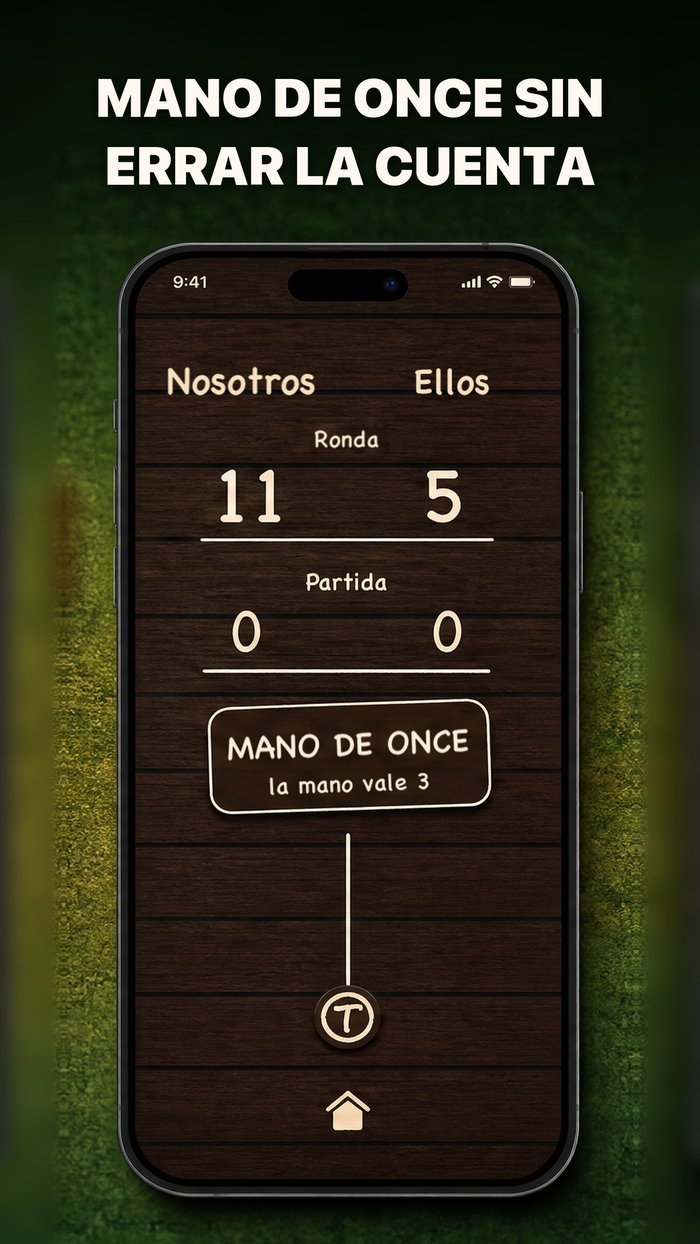 MANO DE ONCE SIN
ERRAR LA CUENTA
9:41
Nosotros Ellos
Ronda
11 5
Partida
0 0
MANO DE ONCE
la mano vale 3
T